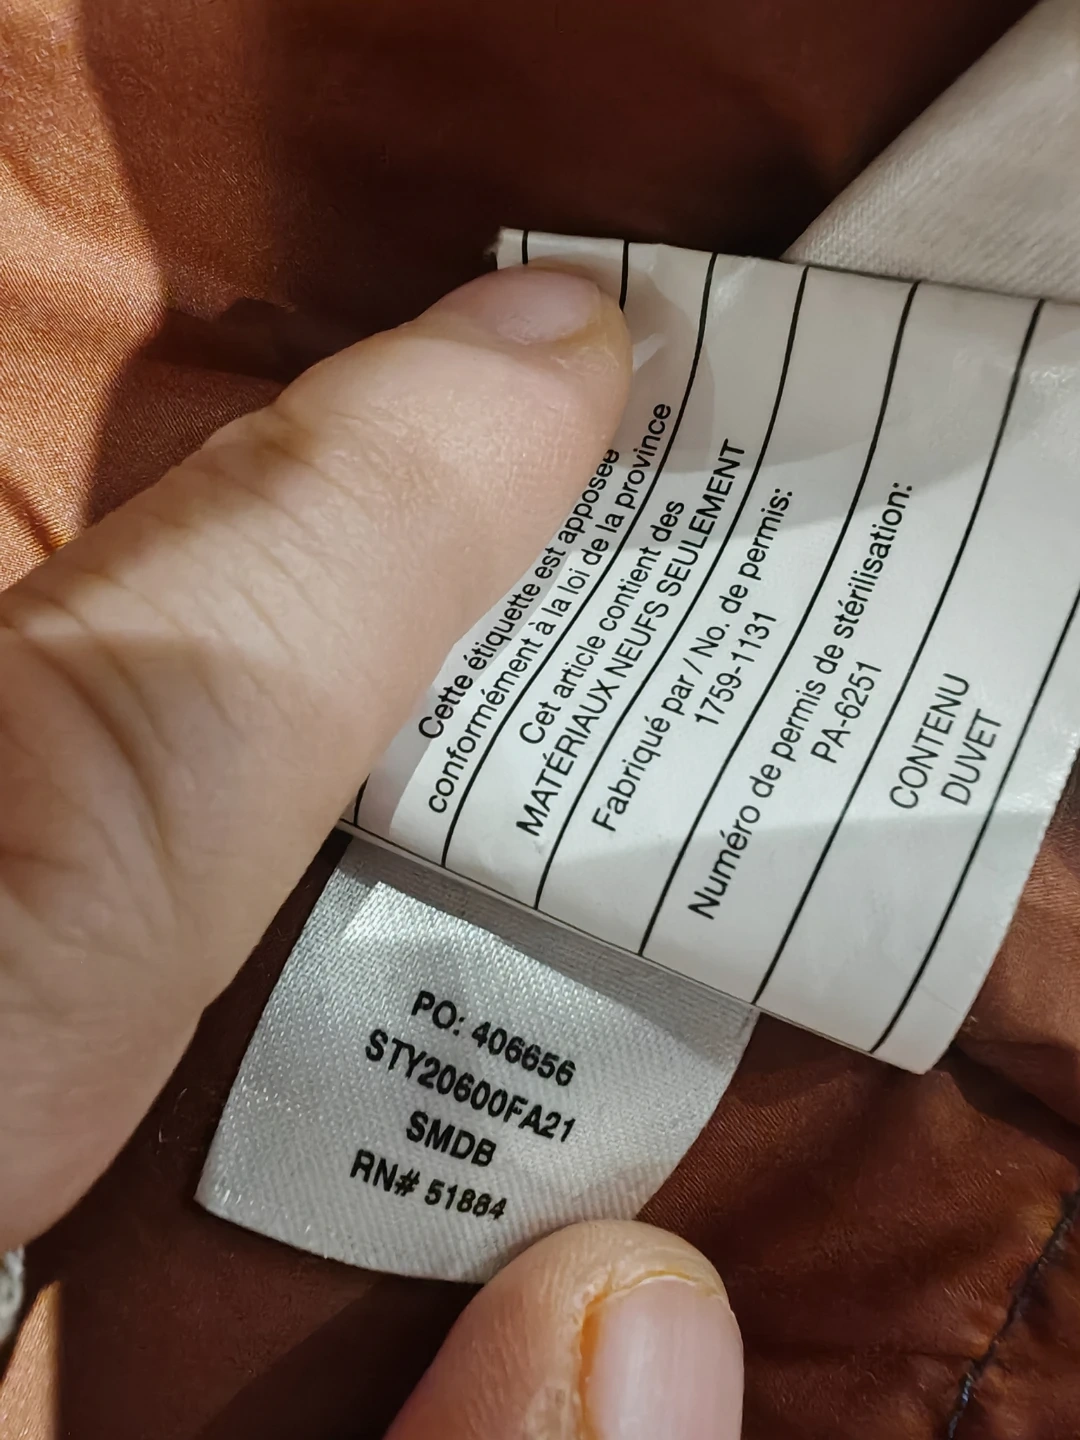 Cette étiquette est apposée
conformément à la loi de la province
Cet article contient des
MATÉRIAUX NEUFS SEULEMENT
Fabriqué par / No. de permis:
1759-1131
Numéro de permis de stérilisation:
PA-6251
CONTENU
DUVET
PO: 406656
STY20600FA21
SMDB
RN# 51884